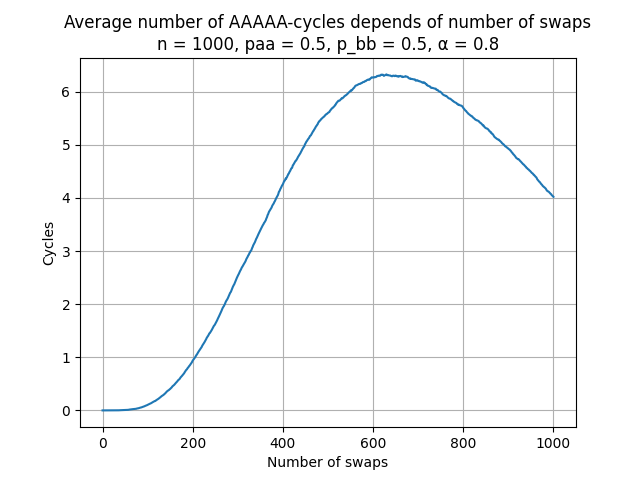 Average number of AAAAA-cycles depends of number of swaps
n = 1000, paa = 0.5, p_bb = 0.5, α = 0.8
6
5
4
3
2
1
0
Cycles
0 200 400 600 800 1000
Number of swaps